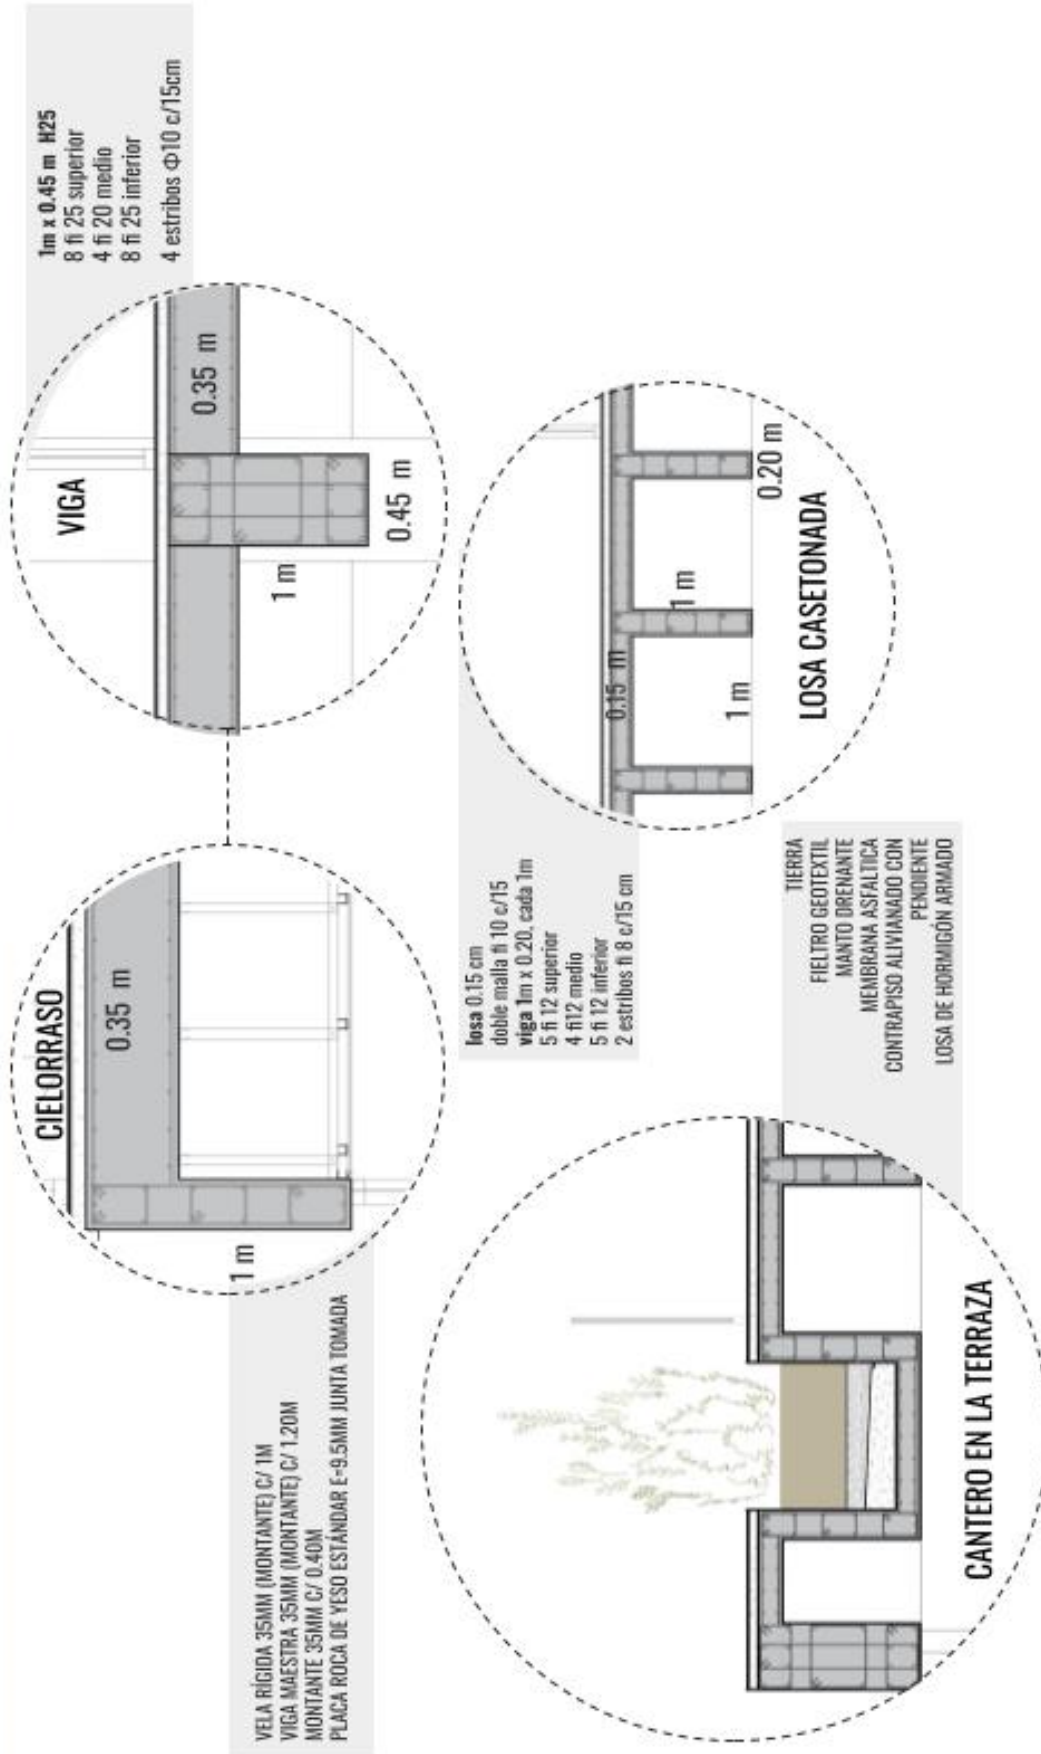 CIELORRASO
0.35 m
1 m
VELA RÍGIDA 35MM (MONTANTE) C/ 1M
VIGA MAESTRA 35MM (MONTANTE) C/ 1.20M
MONTANTE 35MM C/ 0.40M
PLACA ROCA DE YESO ESTÁNDAR E=9.5MM JUNTA TOMADA
VIGA
0.35 m
1 m
0.45 m
1m x 0.45 m H25
8 fi 25 superior
4 fi 20 medio
8 fi 25 inferior
4 estribos Φ10 c/15cm
losa 0.15 cm
doble malla fi 10 c/15
viga 1m x 0.20, cada 1m
5 fi 12 superior
4 fi12 medio
5 fi 12 inferior
2 estribos fi 8 c/15 cm
0.15 m
1 m
1 m
0.20 m
LOSA CASETONADA
TIERRA
FIELTRO GEOTEXTIL
MANTO DRENANTE
MEMBRANA ASFALTICA
CONTRAPISO ALIVIANADO CON
PENDIENTE
LOSA DE HORMIGÓN ARMADO
CANTERO EN LA TERRAZA